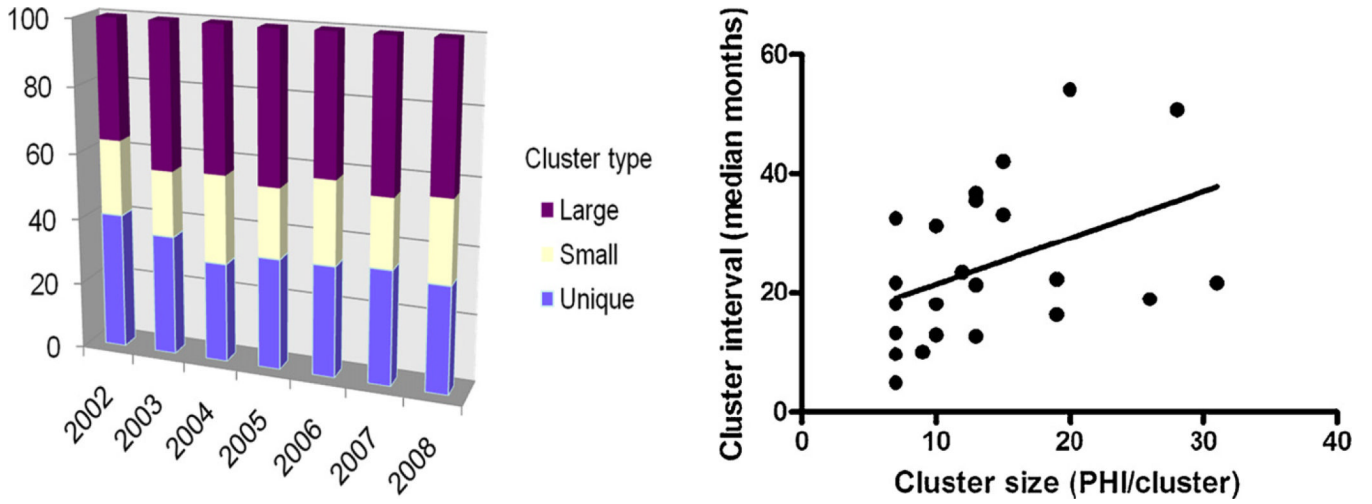 100
80
60
40
20
0
2002
2003
2004
2005
2006
2007
2008
Cluster type
Large
Small
Unique
Cluster interval (median months)
60
40
20
0
0 10 20 30 40
Cluster size (PHI/cluster)